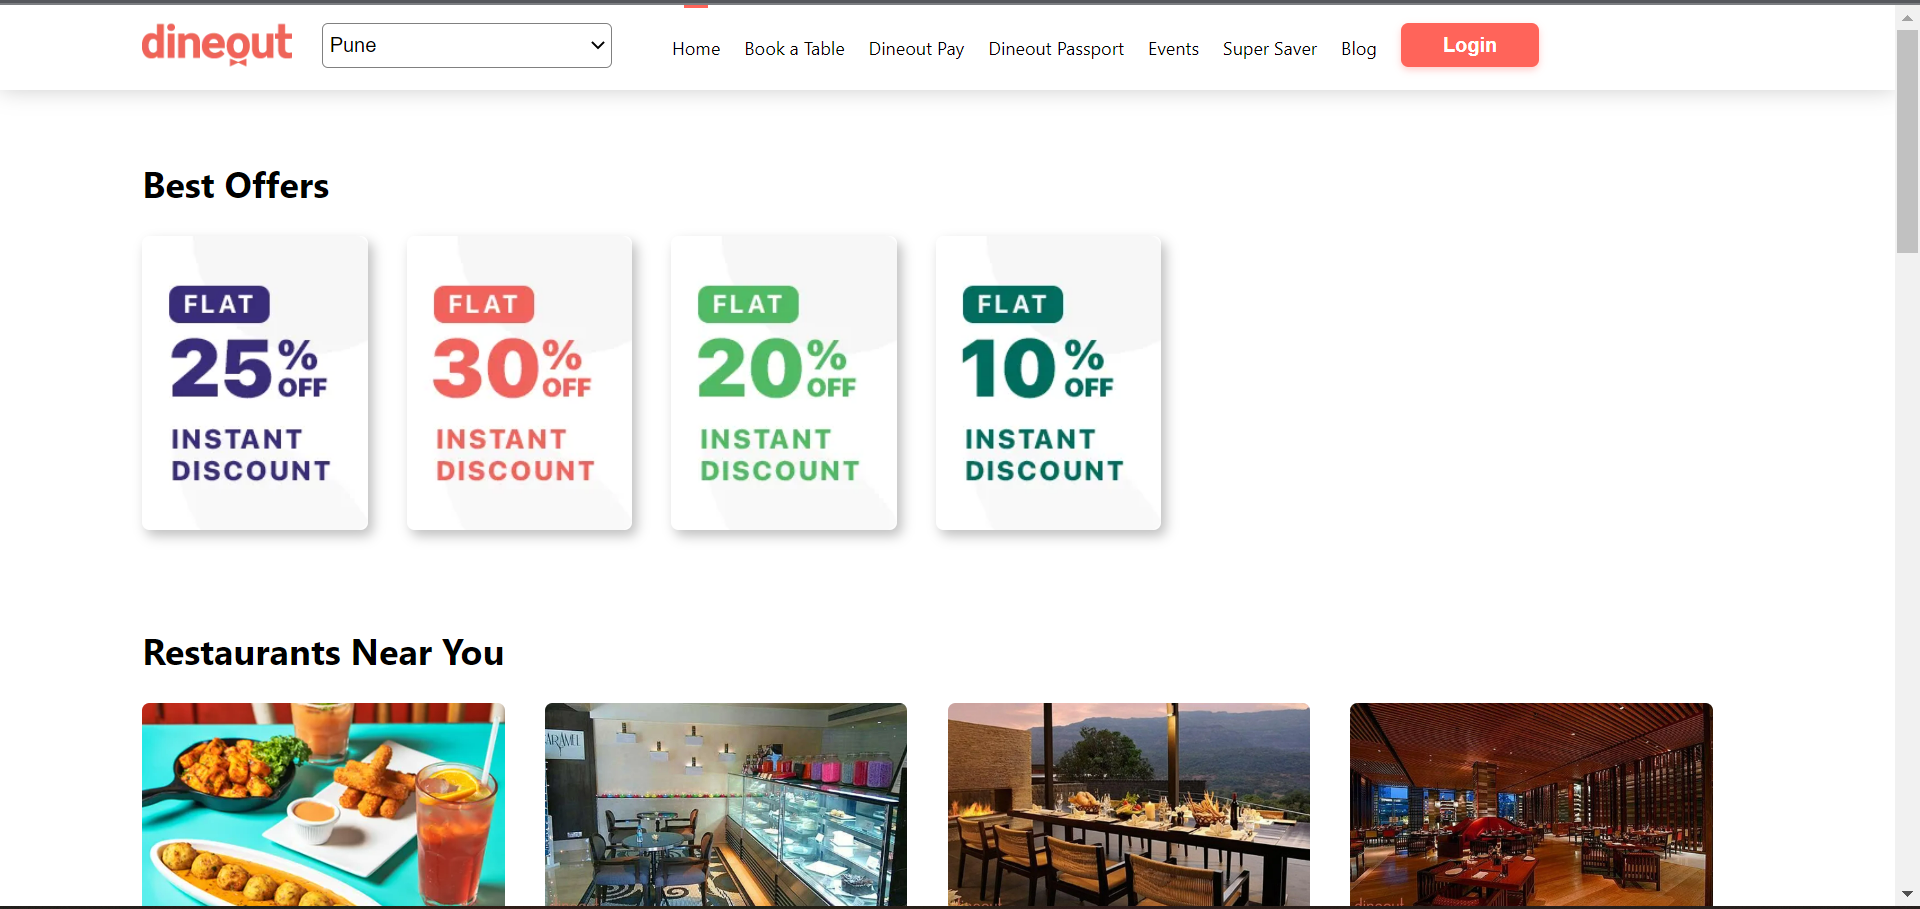 dineout
Pune
Home
Book a Table
Dineout Pay
Dineout Passport
Events
Super Saver
Blog
Login
Best Offers
FLAT
25%
OFF
INSTANT
DISCOUNT
FLAT
30%
OFF
INSTANT
DISCOUNT
FLAT
20%
OFF
INSTANT
DISCOUNT
FLAT
10%
OFF
INSTANT
DISCOUNT
Restaurants Near You